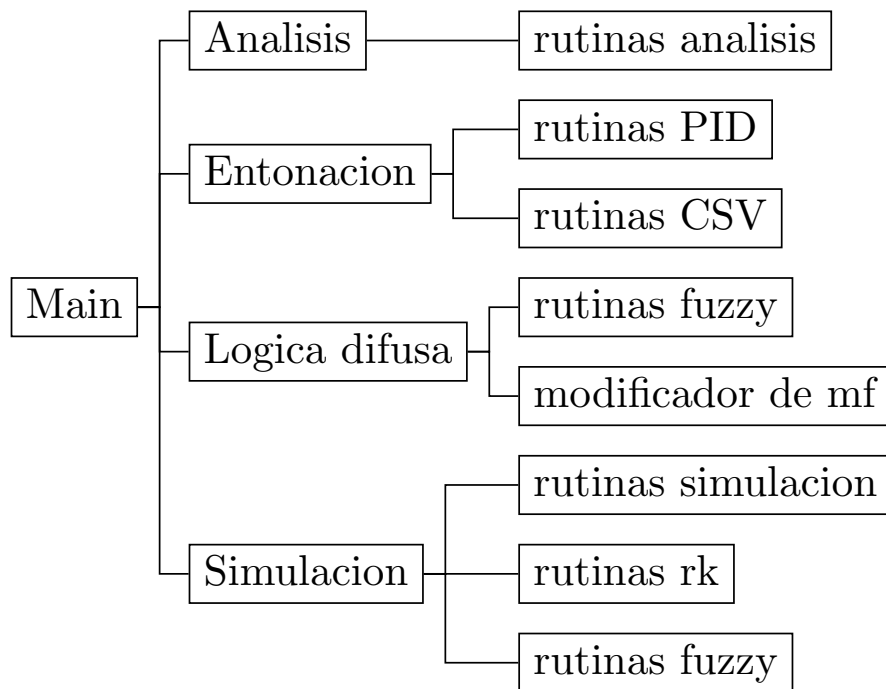 Main
Analisis
rutinas analisis
Entonacion
rutinas PID
rutinas CSV
Logica difusa
rutinas fuzzy
modificador de mf
Simulacion
rutinas simulacion
rutinas rk
rutinas fuzzy